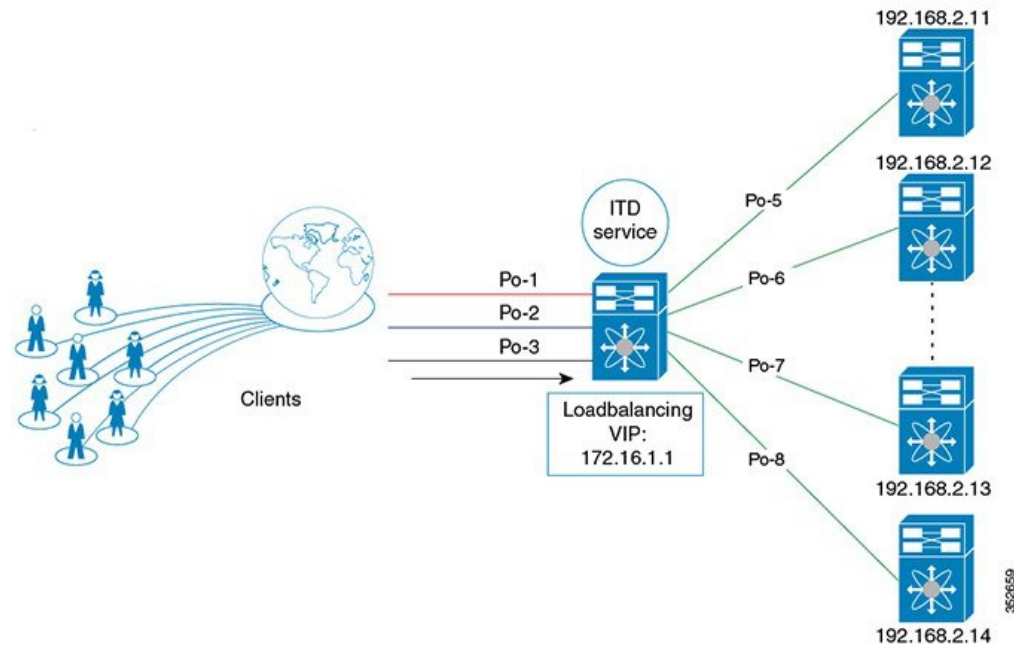 192.168.2.11
192.168.2.12
ITD
service
Po-5
Po-6
Po-1
Po-2
Po-3
Po-7
Clients
Loadbalancing
VIP:
172.16.1.1
Po-8
192.168.2.13
192.168.2.14
352659